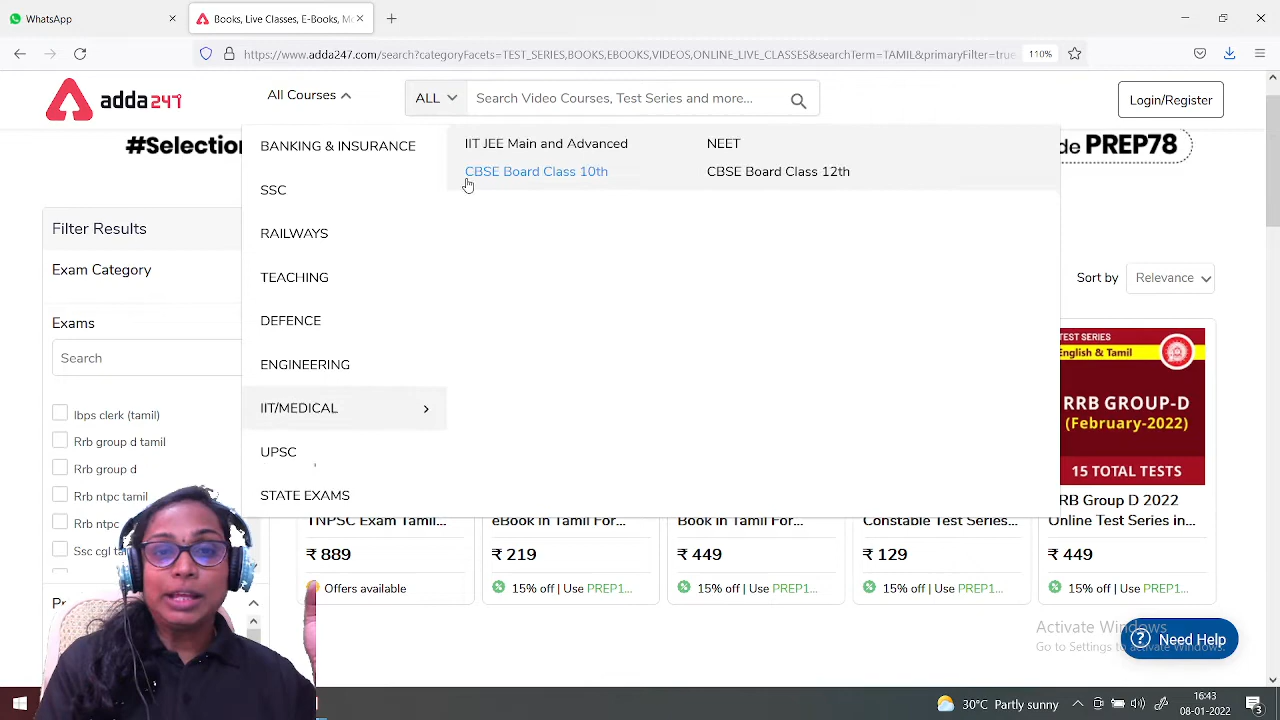 WhatsApp
Books, Live Classes, E-Books, Mo
https://www.adda247.com/search?categoryFacets=TEST_SERIES,BOOKS,EBOOKS,VIDEOS,ONLINE_LIVE_CLASSES&searchTerm=TAMIL&primaryFilter=true
110%
adda247
All Courses
ALL
Search Video Courses, Test Series and more...
Login/Register
#Selection
de PREP78
BANKING & INSURANCE
SSC
RAILWAYS
TEACHING
DEFENCE
ENGINEERING
IIT/MEDICAL
UPSC
STATE EXAMS
IIT JEE Main and Advanced
NEET
CBSE Board Class 10th
CBSE Board Class 12th
Filter Results
Exam Category
Exams
Search
Ibps clerk (tamil)
Rrb group d tamil
Rrb group d
Rrb ntpc tamil
Rrb ntpc
Ssc cgl ta
Sort by
Relevance
TEST SERIES
English & Tamil
RRB GROUP-D
(February-2022)
15 TOTAL TESTS
TNPSC Exam Tamil...
₹ 889
Offers available
eBook in Tamil For...
₹ 219
15% off | Use PREP1...
Book in Tamil For...
₹ 449
15% off | Use PREP1...
Constable Test Series...
₹ 129
15% off | Use PREP1...
RB Group D 2022
Online Test Series in...
₹ 449
15% off | Use PREP1...
Activate Windows
Go to Settings to activate Windows.
Need Help
30°C Partly sunny
16:43
08-01-2022